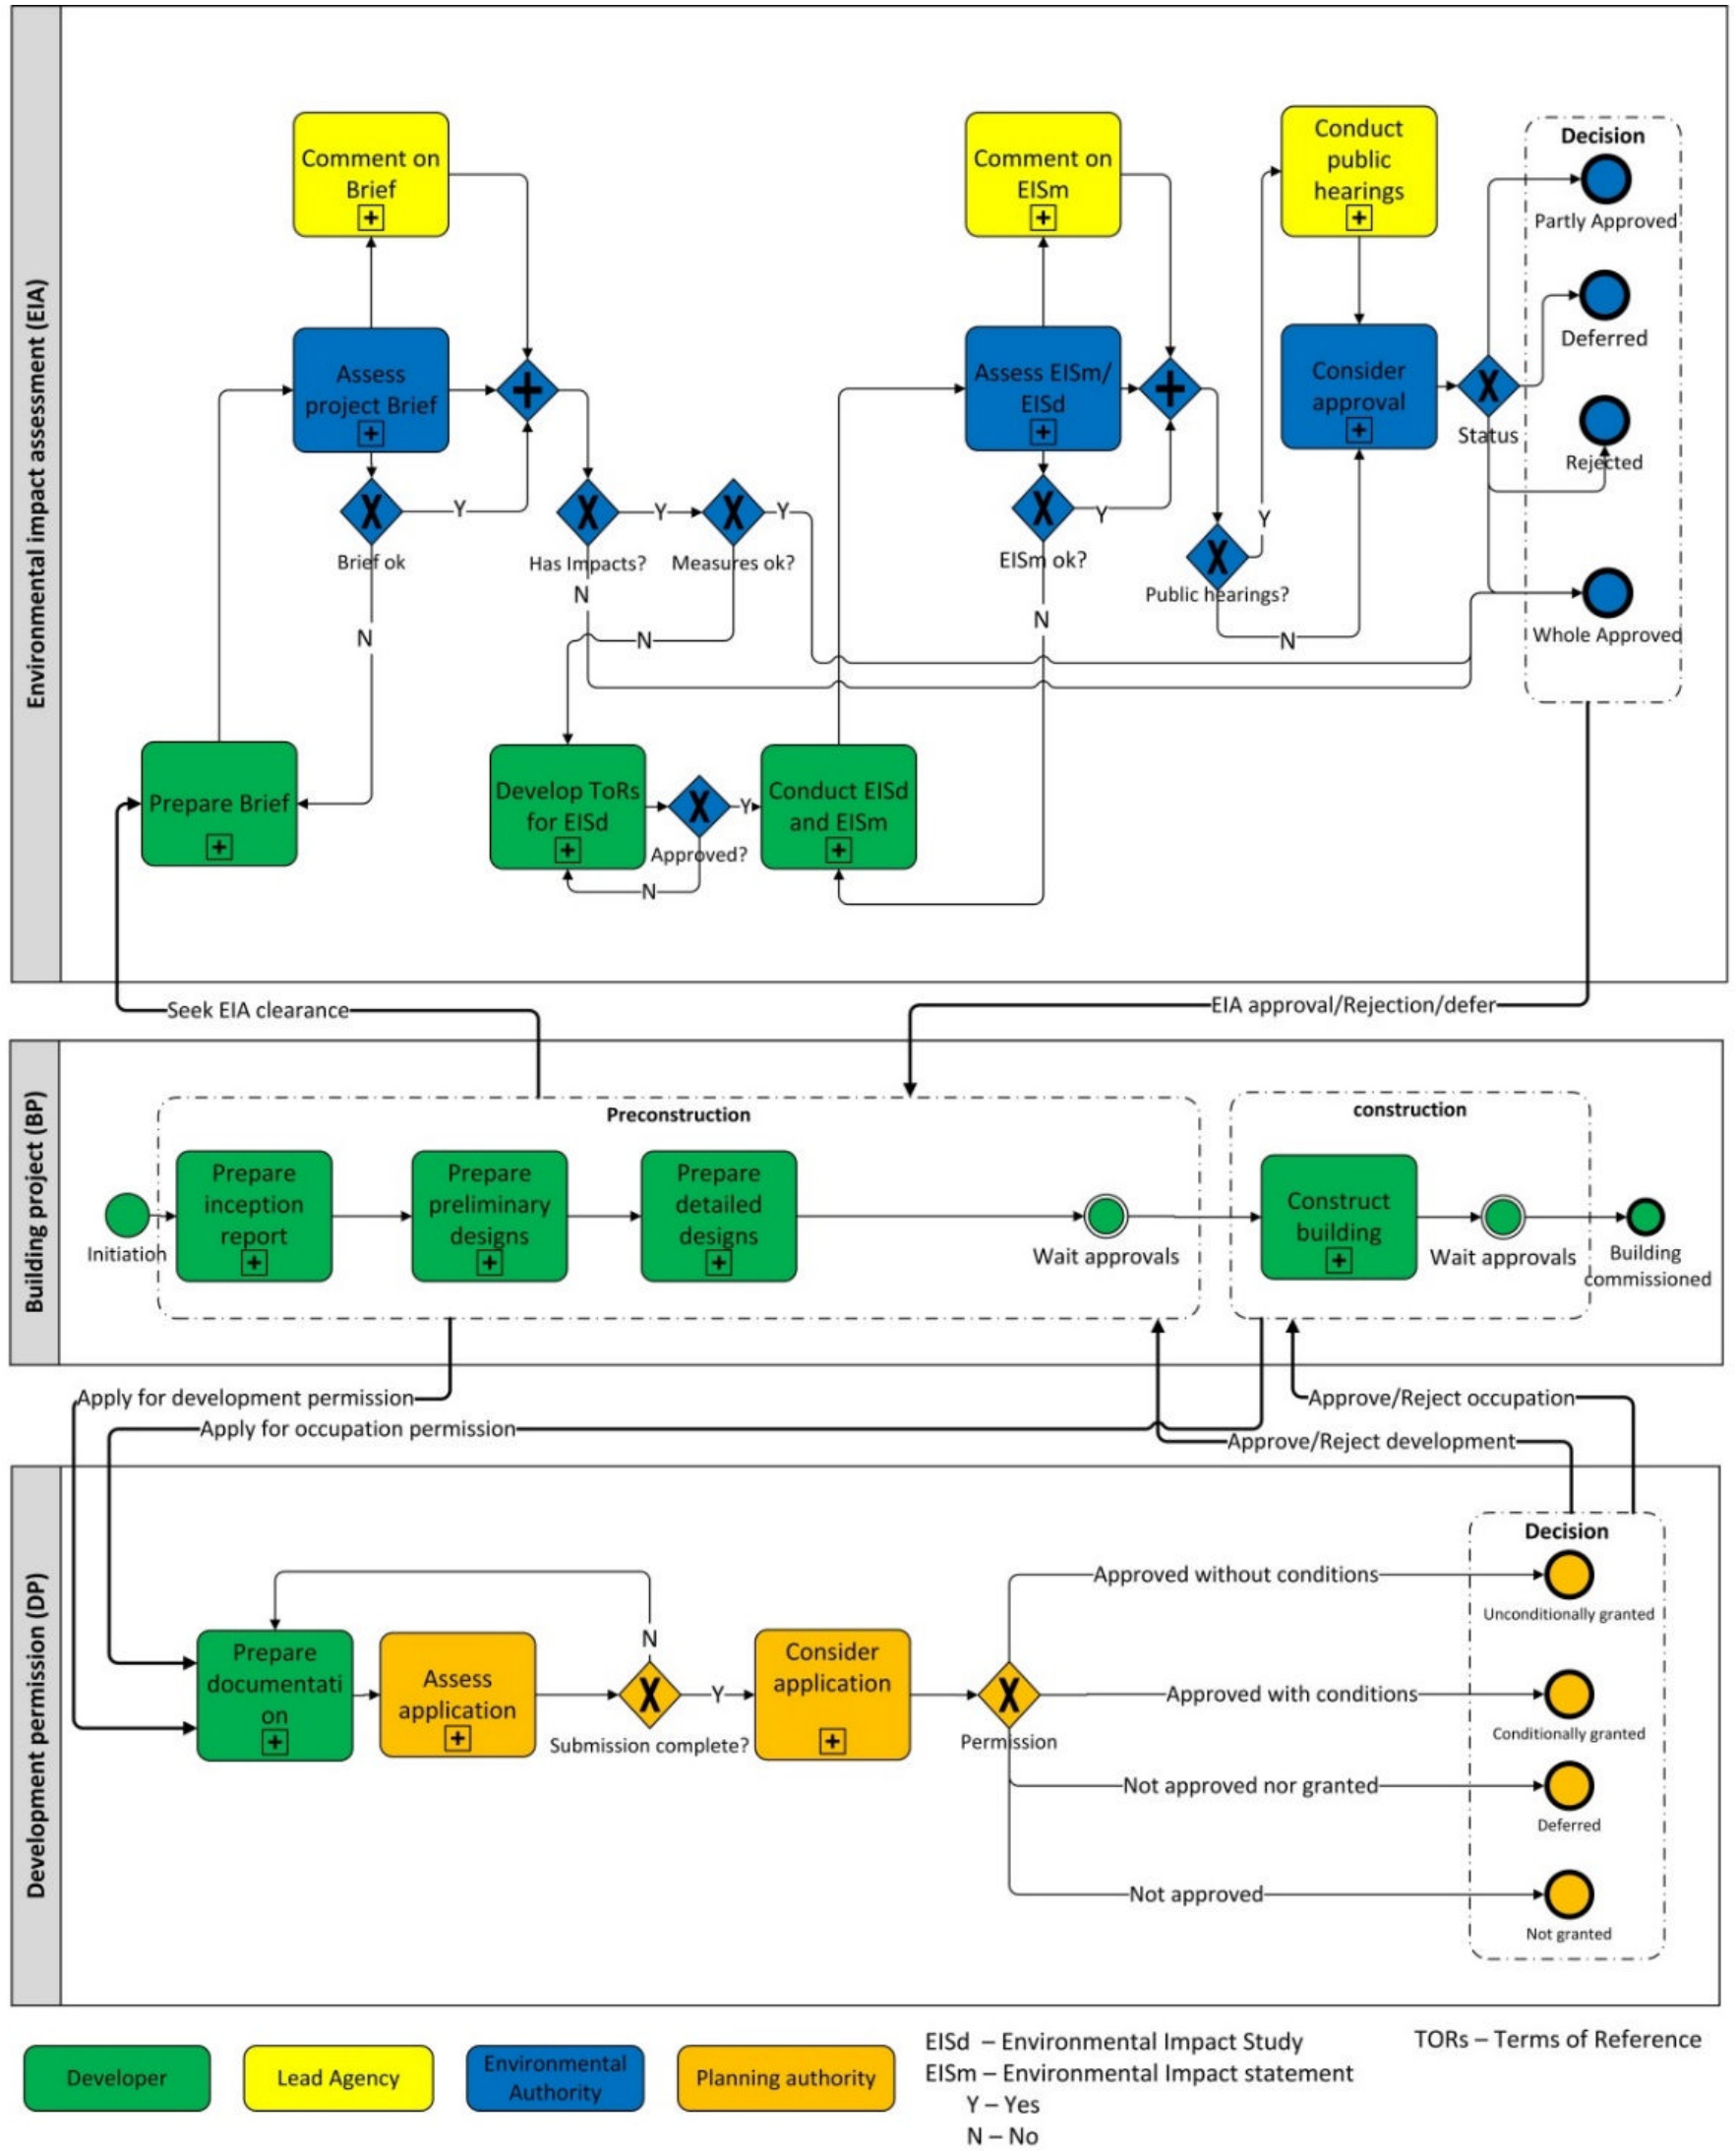 Environmental impact assessment (EIA)
Comment on
Brief
Comment on
EISm
Conduct
public
hearings
Decision
Partly Approved
Deferred
Assess
project Brief
Assess EISm/
EISd
Consider
approval
Status
Rejected
Y
Y
Y
Y
Y
Brief ok
Has Impacts?
Measures ok?
EISm ok?
Public hearings?
N
N
N
N
N
Whole Approved
Prepare Brief
Develop ToRs
for EISd
Y
Conduct EISd
and EISm
Approved?
N
Seek EIA clearance
EIA approval/Rejection/defer
Building project (BP)
Preconstruction
construction
Initiation
Prepare
inception
report
Prepare
preliminary
designs
Prepare
detailed
designs
Wait approvals
Construct
building
Wait approvals
Building
commissioned
Apply for development permission
Approve/Reject occupation
Apply for occupation permission
Approve/Reject development
Development permission (DP)
Decision
Approved without conditions
Unconditionally granted
N
Prepare
documentati
on
Assess
application
Y
Submission complete?
Consider
application
Permission
Approved with conditions
Conditionally granted
Not approved nor granted
Deferred
Not approved
Not granted
Developer
Lead Agency
Environmental
Authority
Planning authority
EISd – Environmental Impact Study
EISm – Environmental Impact statement
Y – Yes
N – No
TORs – Terms of Reference